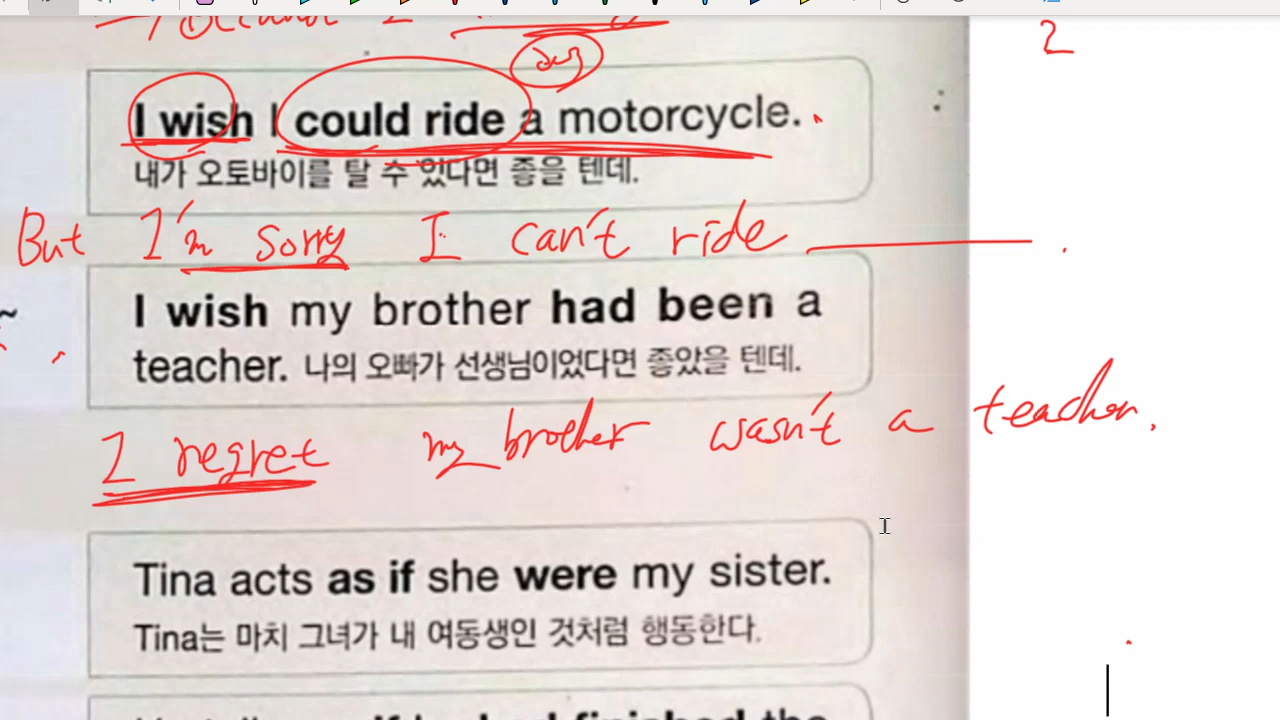 2
I wish I could ride a motorcycle.
내가 오토바이를 탈 수 있다면 좋을 텐데.
But I'm sorry I can't ride
I wish my brother had been a
teacher. 나의 오빠가 선생님이었다면 좋았을 텐데.
I regret my brother wasn't a teacher.
Tina acts as if she were my sister.
Tina는 마치 그녀가 내 여동생인 것처럼 행동한다.